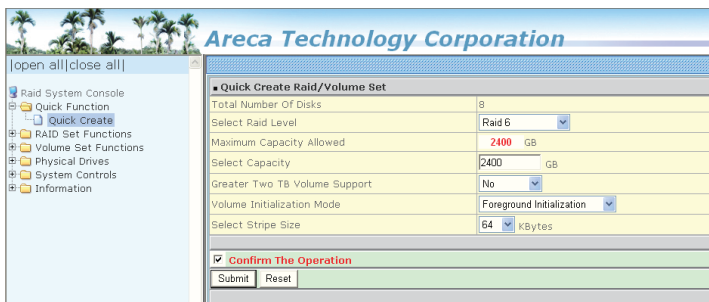 Areca Technology Corporation
|open all|close all|
Raid System Console
Quick Function
Quick Create
RAID Set Functions
Volume Set Functions
Physical Drives
System Controls
Information
Quick Create Raid/Volume Set
Total Number Of Disks 8
Select Raid Level Raid 6
Maximum Capacity Allowed 2400 GB
Select Capacity 2400 GB
Greater Two TB Volume Support No
Volume Initialization Mode Foreground Initialization
Select Stripe Size 64 KBytes
Confirm The Operation
Submit Reset